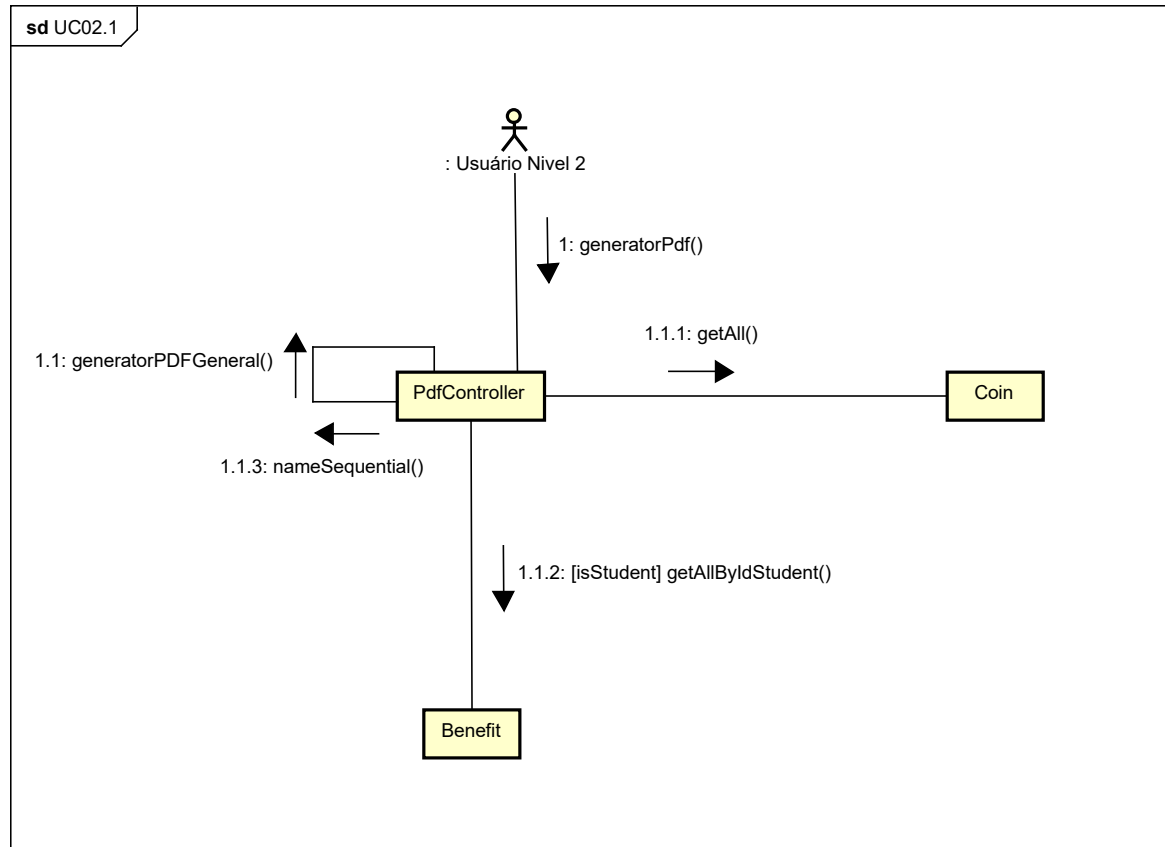 sd UC02.1
: Usuário Nivel 2
1: generatorPdf()
1.1.1: getAll()
1.1: generatorPDFGeneral()
PdfController
Coin
1.1.3: nameSequential()
1.1.2: [isStudent] getAllByIdStudent()
Benefit